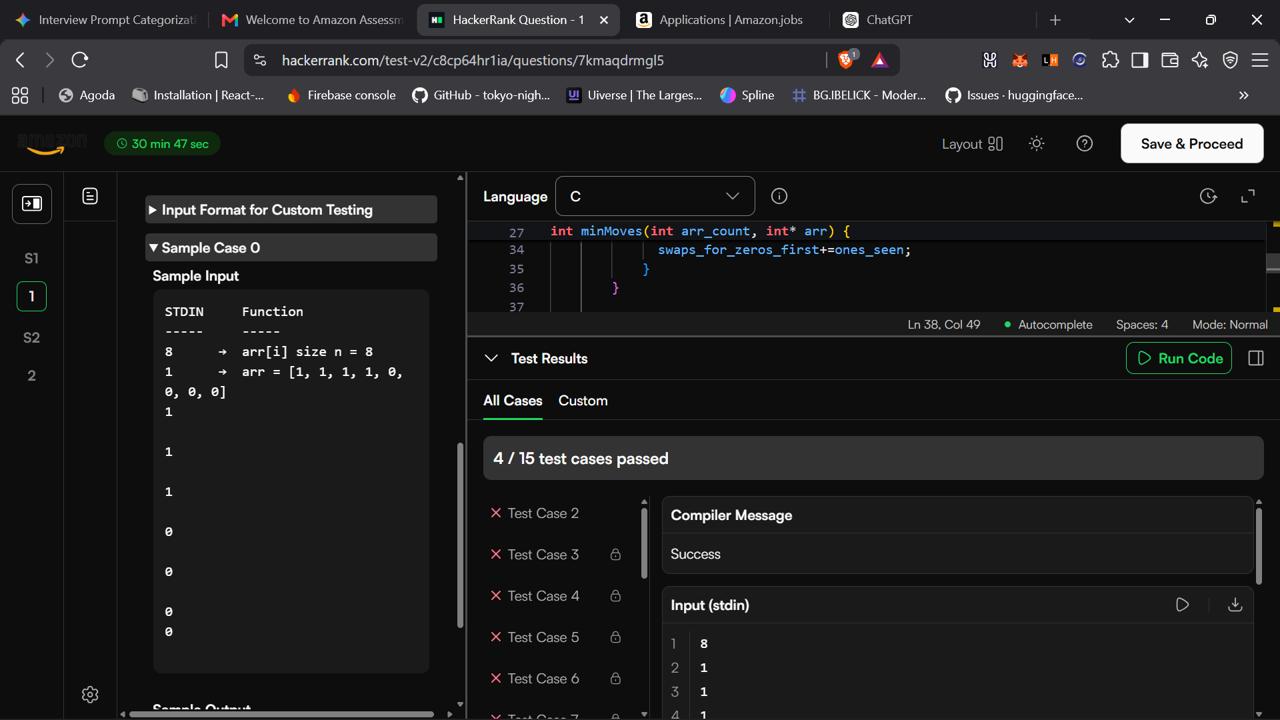 Interview Prompt Categorizati
Welcome to Amazon Assessm
HackerRank Question - 1
Applications | Amazon.jobs
ChatGPT
hackerrank.com/test-v2/c8cp64hr1ia/questions/7kmaqdrmgl5
1
Agoda
Installation | React-...
Firebase console
GitHub - tokyo-nigh...
Uiverse | The Larges...
Spline
BG.IBELICK - Moder...
Issues · huggingface...
amazon
30 min 47 sec
Layout
Save & Proceed
S1
1
S2
2
Input Format for Custom Testing
Sample Case 0
Sample Input
STDIN Function
----- -----
8 → arr[i] size n = 8
1 → arr = [1, 1, 1, 1, 0,
0, 0, 0]
1
1
1
0
0
0
0
Sample Output
Language C
27 int minMoves(int arr_count, int* arr) {
34 swaps_for_zeros_first+=ones_seen;
35 }
36 }
37
Ln 38, Col 49
Autocomplete
Spaces: 4
Mode: Normal
Test Results
Run Code
All Cases
Custom
4 / 15 test cases passed
Test Case 2
Test Case 3
Test Case 4
Test Case 5
Test Case 6
Test Case 7
Compiler Message
Success
Input (stdin)
1 8
2 1
3 1
4 1